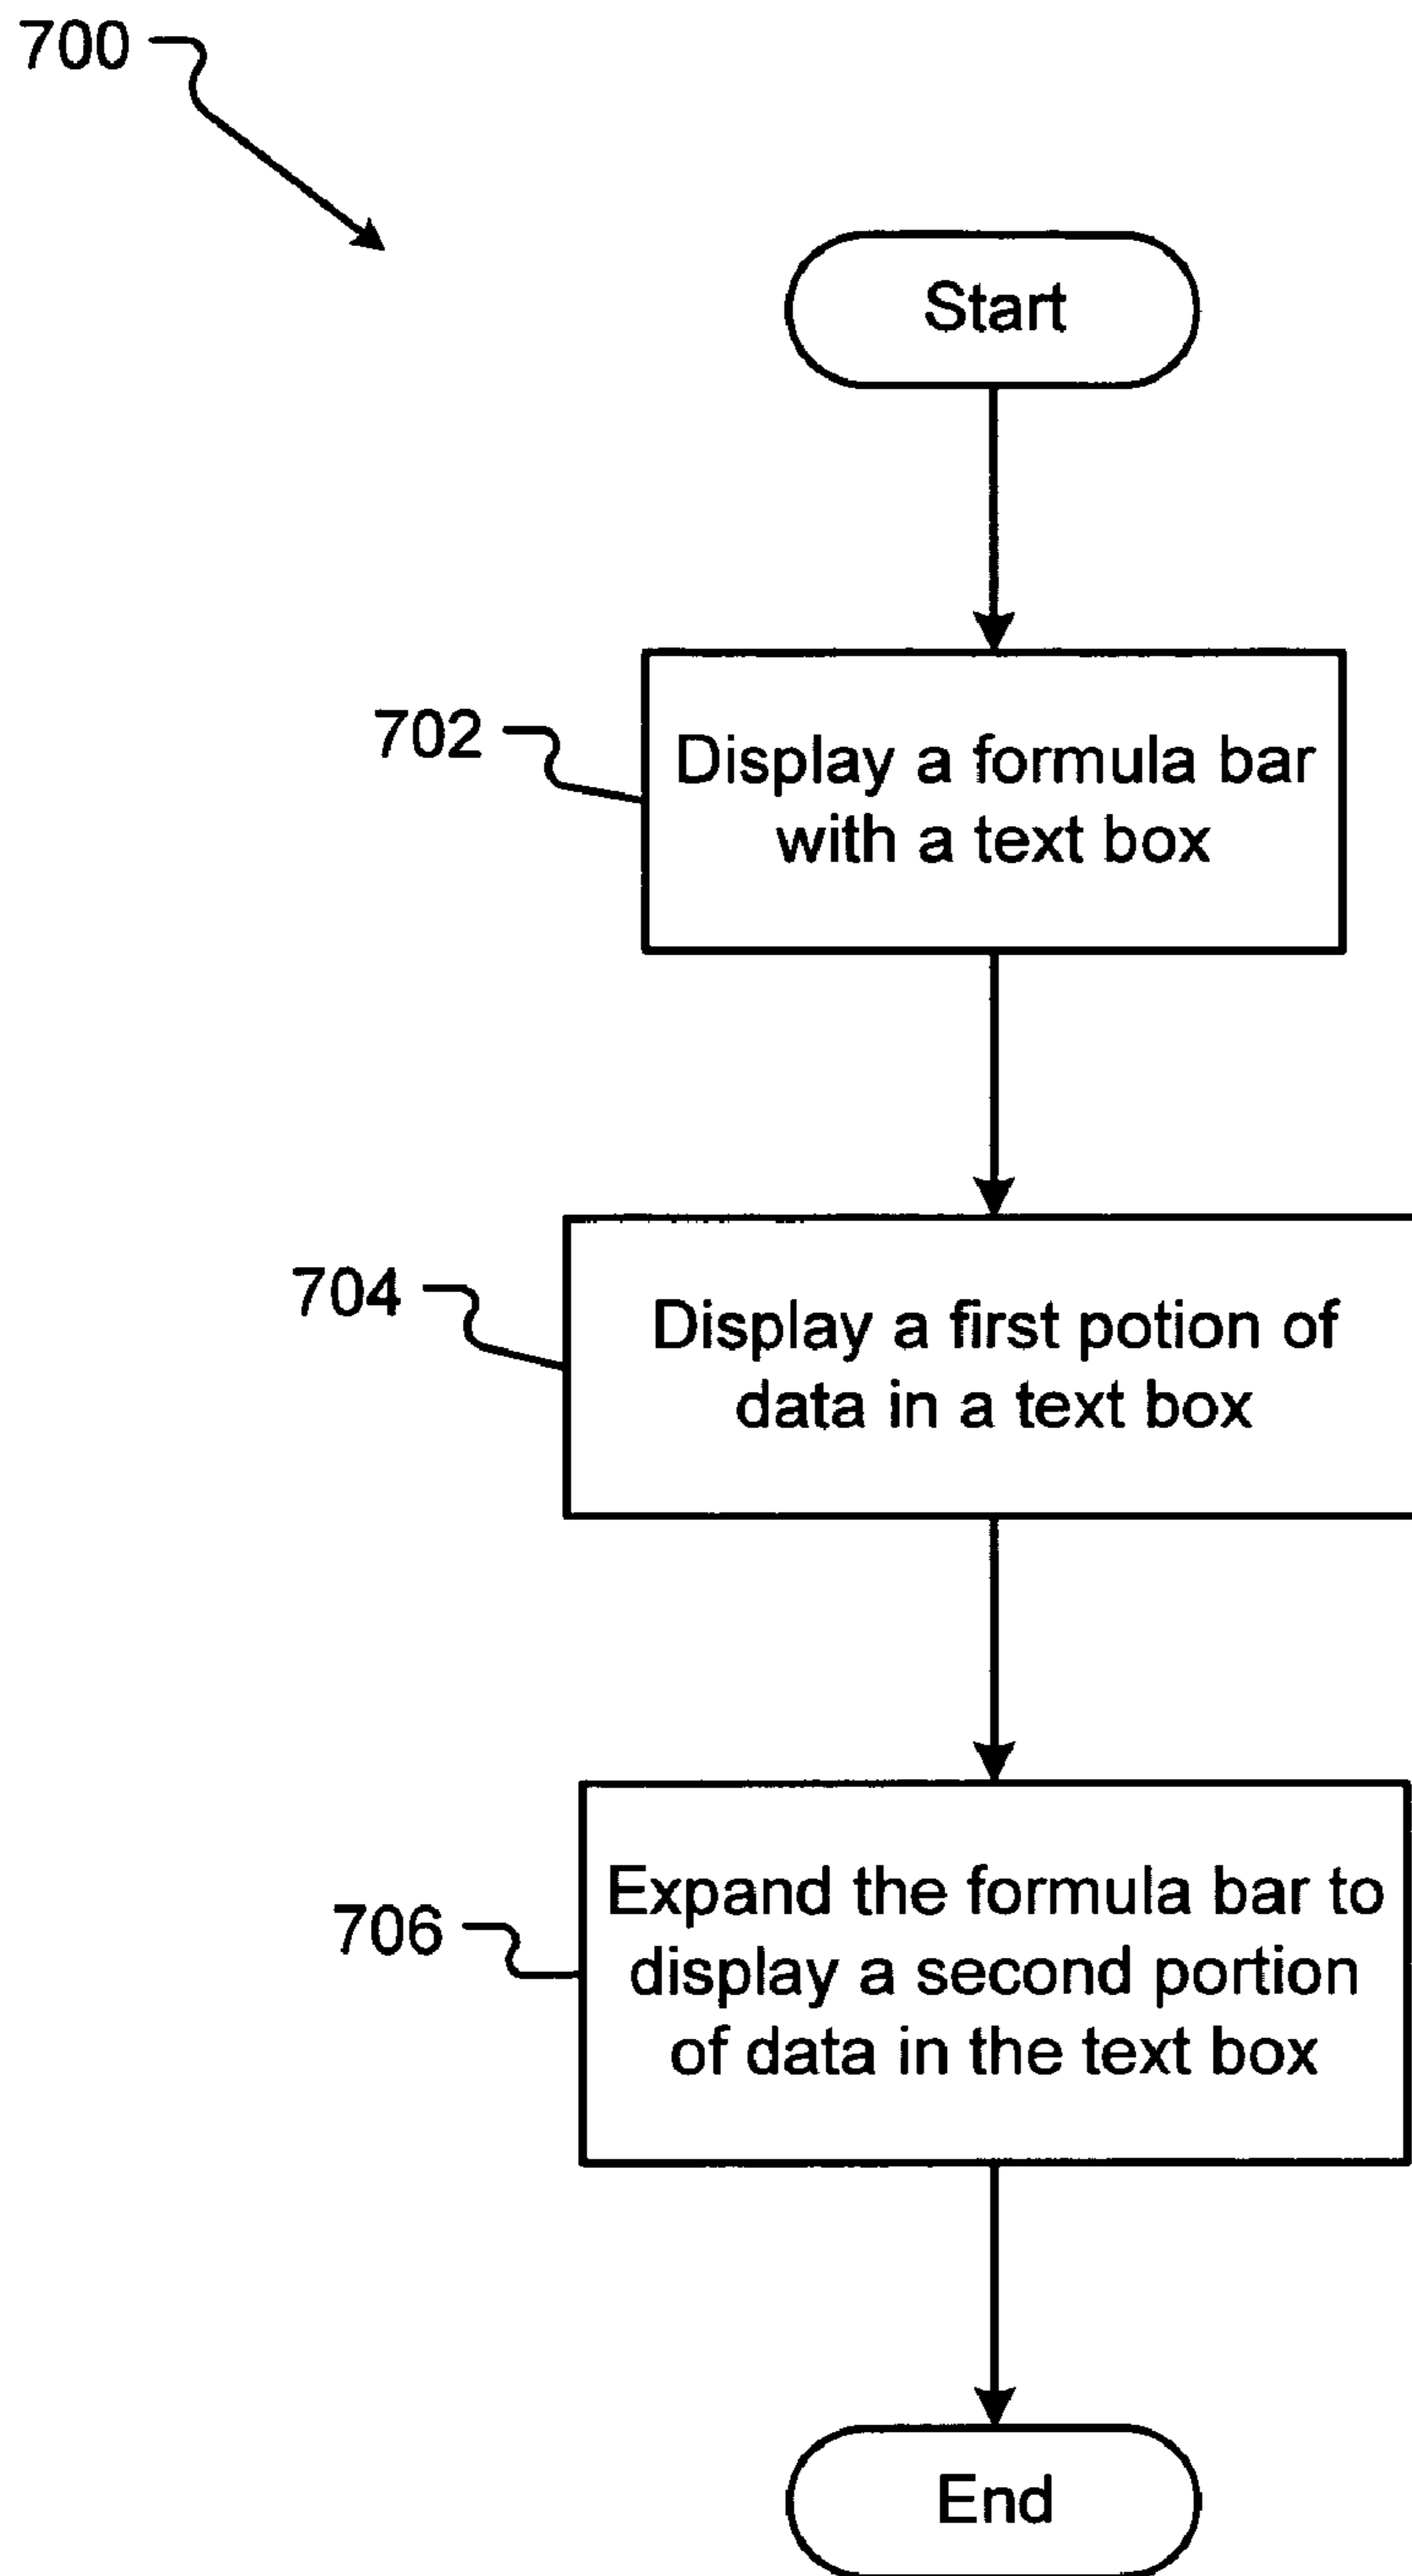 700
Start
702
Display a formula bar
with a text box
704
Display a first potion of
data in a text box
706
Expand the formula bar to
display a second portion
of data in the text box
End